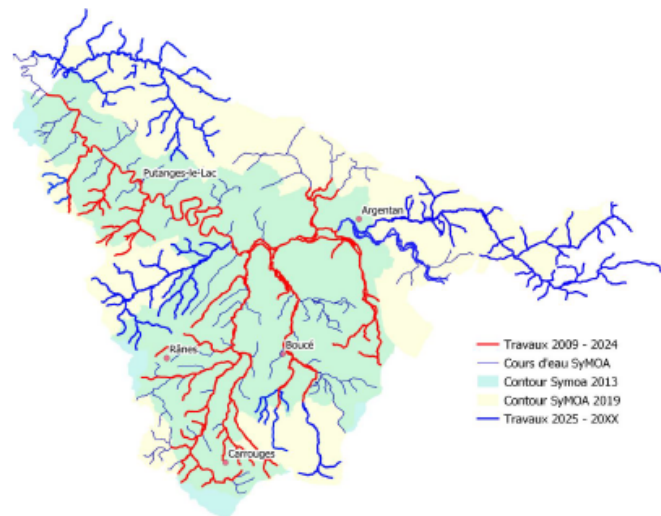 Putanges-le-Lac
Argentan
Rânes
Boucé
Carrouges
Travaux 2009 - 2024
Cours d'eau SyMOA
Contour Symoa 2013
Contour SyMOA 2019
Travaux 2025 - 20XX